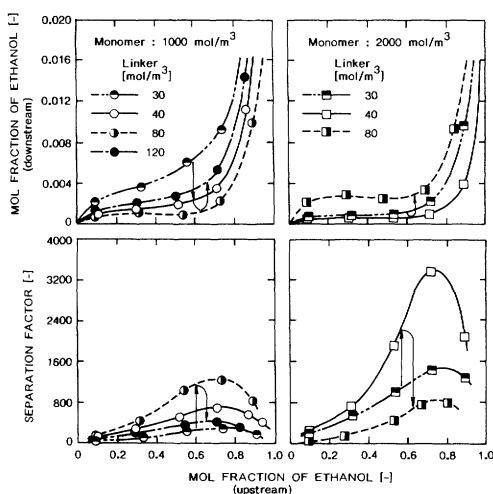 MOL FRACTION OF ETHANOL [-]
(downstream)
0.020
0.016
0.012
0.008
0.004
0
Monomer : 1000 mol/m³
Linker
[mol/m³]
30
40
80
120
Monomer : 2000 mol/m³
Linker
[mol/m³]
30
40
80
SEPARATION FACTOR [-]
4000
3200
2400
1600
800
0
0 0.2 0.4 0.6 0.8 1.0
0 0.2 0.4 0.6 0.8 1.0
MOL FRACTION OF ETHANOL [-]
(upstream)